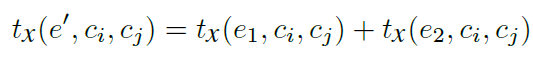 t_X(e′, c_i, c_j) = t_X(e_1, c_i, c_j) + t_X(e_2, c_i, c_j)